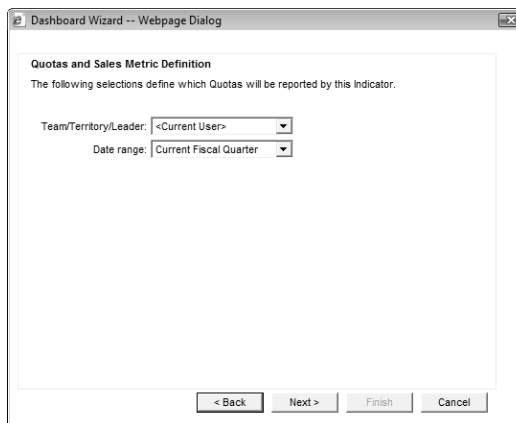 Dashboard Wizard -- Webpage Dialog
Quotas and Sales Metric Definition
The following selections define which Quotas will be reported by this Indicator.
Team/Territory/Leader: <Current User>
Date range: Current Fiscal Quarter
< Back Next > Finish Cancel